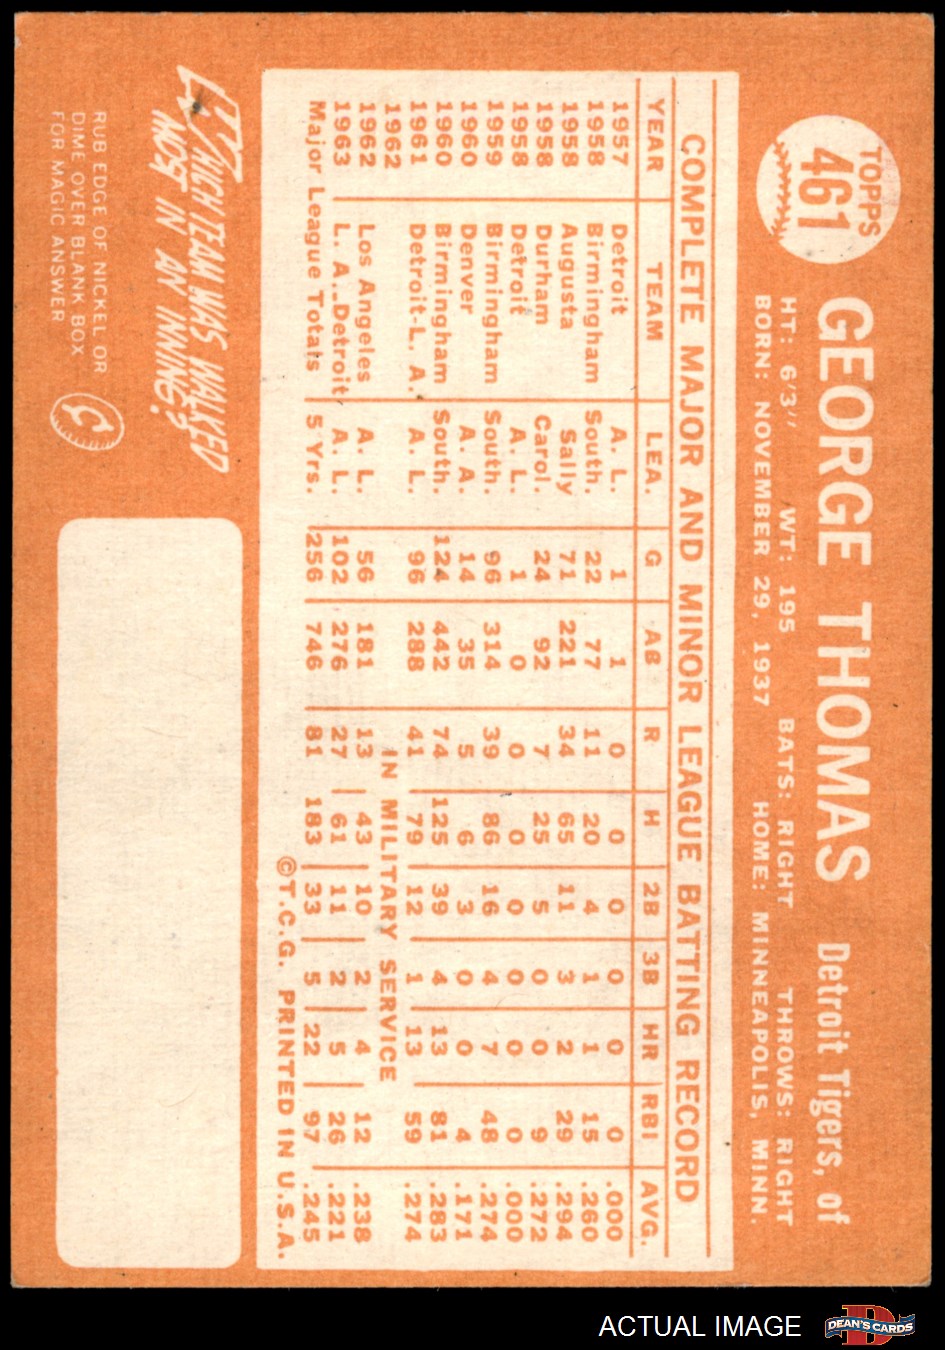 TOPPS
461
GEORGE THOMAS Detroit Tigers, of
HT: 6'3" WT: 195 BATS: RIGHT THROWS: RIGHT
BORN: NOVEMBER 29, 1937 HOME: MINNEAPOLIS, MINN.
COMPLETE MAJOR AND MINOR LEAGUE BATTING RECORD
YEAR TEAM LEA. G AB R H 2B 3B HR RBI AVG.
1957 Detroit A. L. 1 1 0 0 0 0 0 0 .000
1958 Birmingham South. 22 77 11 20 4 1 1 15 .260
1958 Augusta Sally 71 221 34 65 11 3 2 29 .294
1958 Durham Carol. 24 92 7 25 5 0 0 9 .272
1958 Detroit A. L. 1 0 0 0 0 0 0 0 .000
1959 Birmingham South. 96 314 39 86 16 4 7 48 .274
1960 Denver A. A. 14 35 5 6 3 0 0 4 .171
1960 Birmingham South. 124 442 74 125 39 4 13 81 .283
1961 Detroit-L. A. A. L. 96 288 41 79 12 1 13 59 .274
1962 IN MILITARY SERVICE
1962 Los Angeles A. L. 56 181 13 43 10 2 4 12 .238
1963 L. A.-Detroit A. L. 102 276 27 61 11 2 5 26 .221
Major League Totals 5 Yrs. 256 746 81 183 33 5 22 97 .245
©T.C.G. PRINTED IN U.S.A.
WHICH TEAM WAS WALKED
MOST IN AN INNING?
RUB EDGE OF NICKEL OR
DIME OVER BLANK BOX
FOR MAGIC ANSWER
G
ACTUAL IMAGE
DEAN'S CARDS